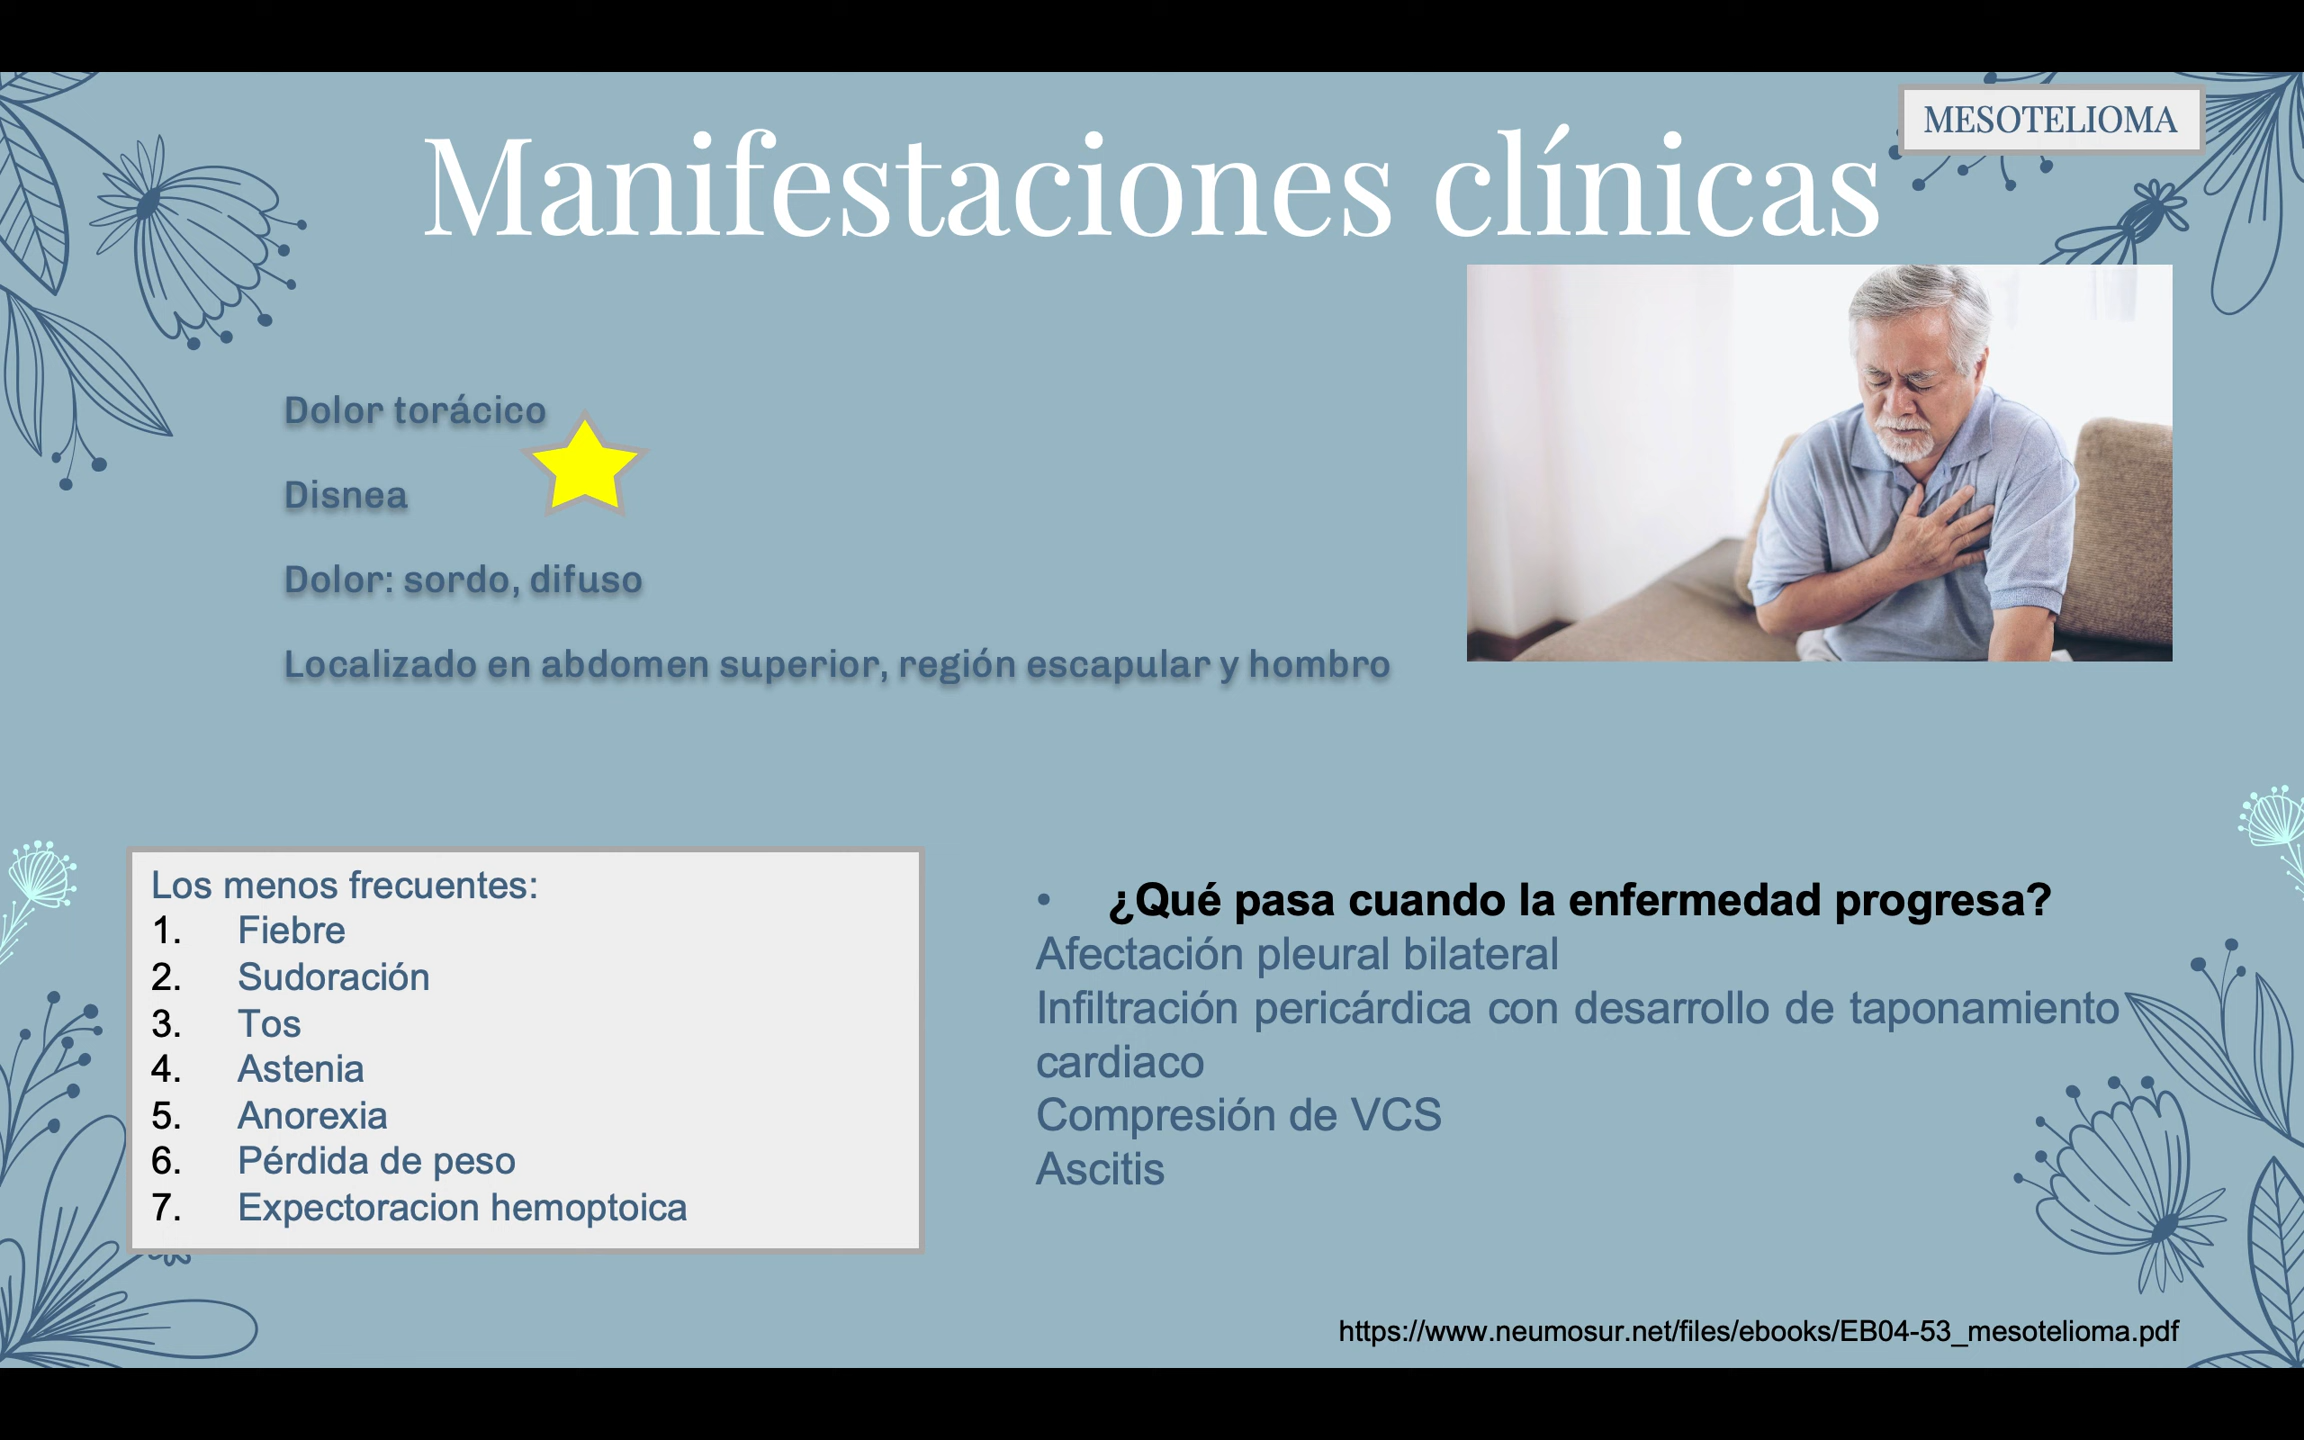 MESOTELIOMA
Manifestaciones clínicas
Dolor torácico
Disnea
Dolor: sordo, difuso
Localizado en abdomen superior, región escapular y hombro
Los menos frecuentes:
1. Fiebre
2. Sudoración
3. Tos
4. Astenia
5. Anorexia
6. Pérdida de peso
7. Expectoracion hemoptoica
• ¿Qué pasa cuando la enfermedad progresa?
Afectación pleural bilateral
Infiltración pericárdica con desarrollo de taponamiento
cardiaco
Compresión de VCS
Ascitis
https://www.neumosur.net/files/ebooks/EB04-53_mesotelioma.pdf